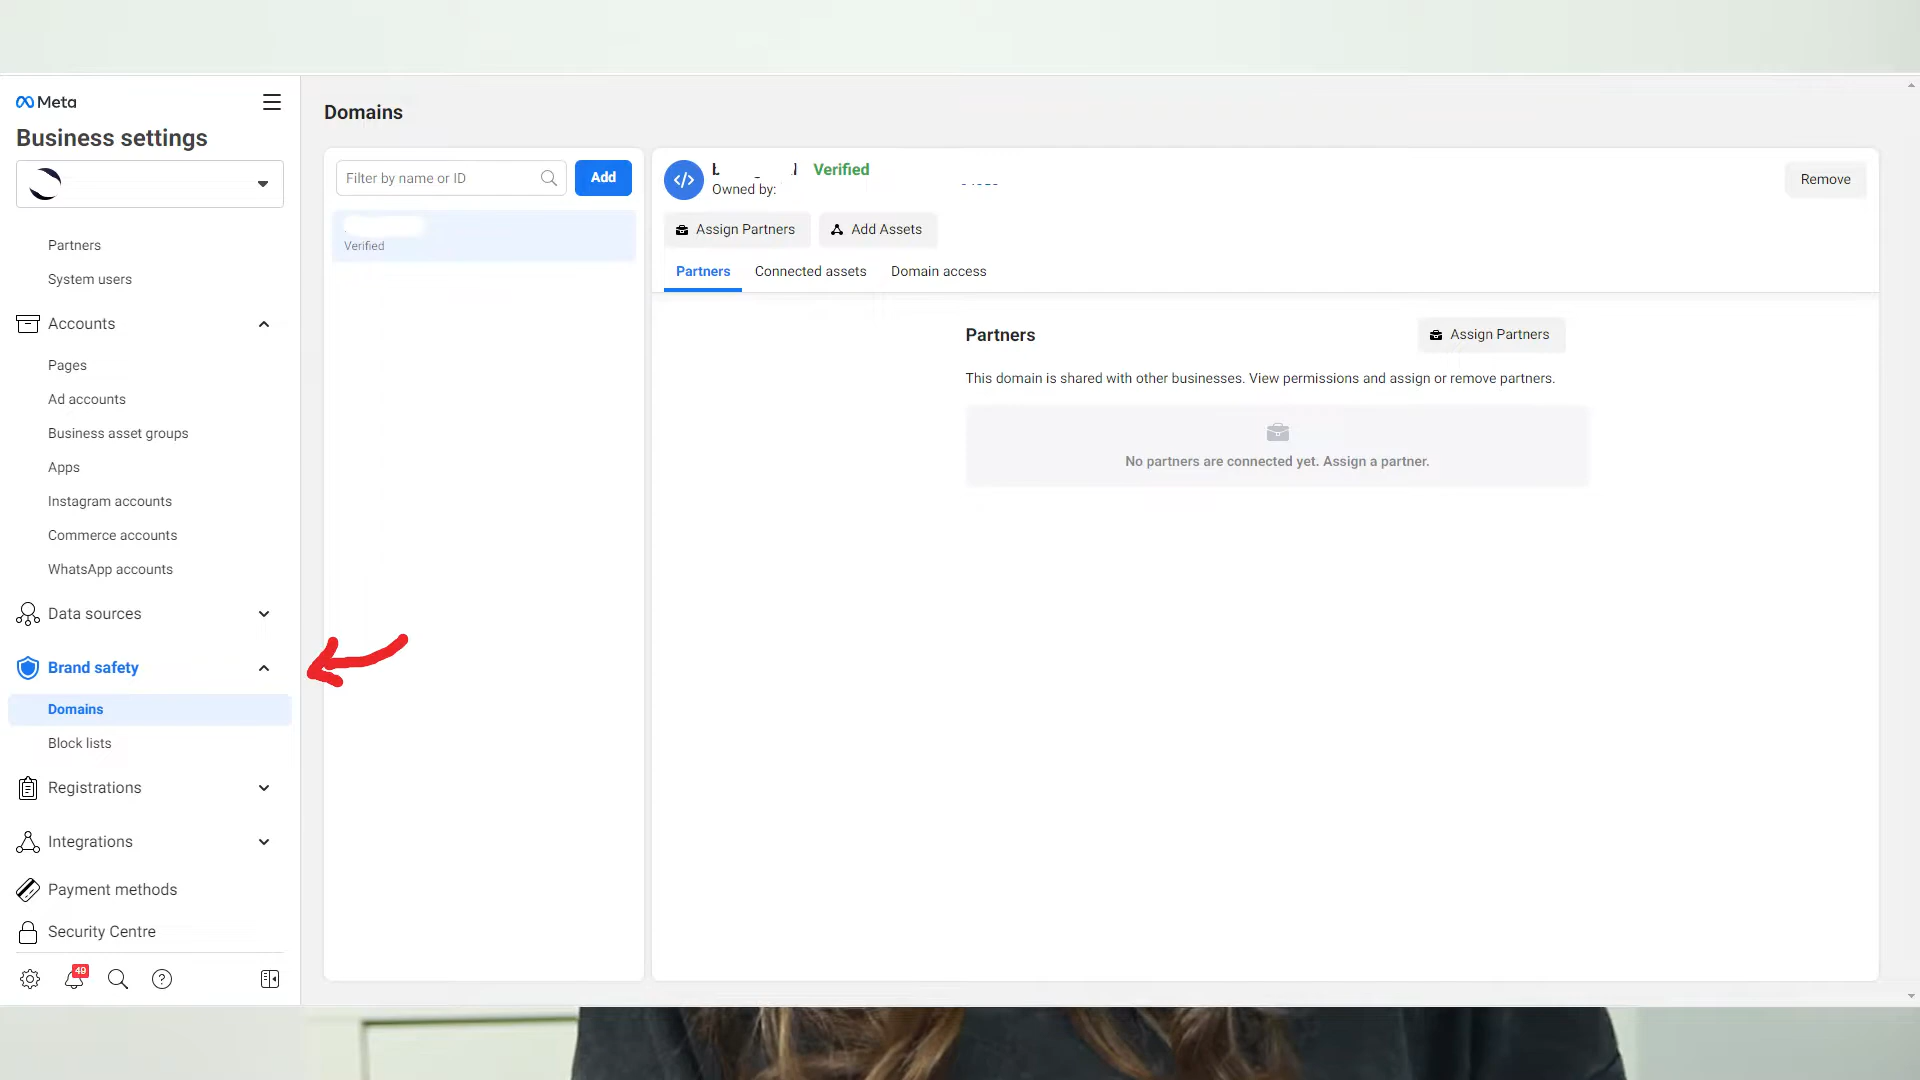 Meta
Business settings
Partners
System users
Accounts
Pages
Ad accounts
Business asset groups
Apps
Instagram accounts
Commerce accounts
WhatsApp accounts
Data sources
Brand safety
Domains
Block lists
Registrations
Integrations
Payment methods
Security Centre
49
Domains
Filter by name or ID
Add
Verified
Verified
Owned by:
Remove
Assign Partners
Add Assets
Partners
Connected assets
Domain access
Partners
Assign Partners
This domain is shared with other businesses. View permissions and assign or remove partners.
No partners are connected yet. Assign a partner.